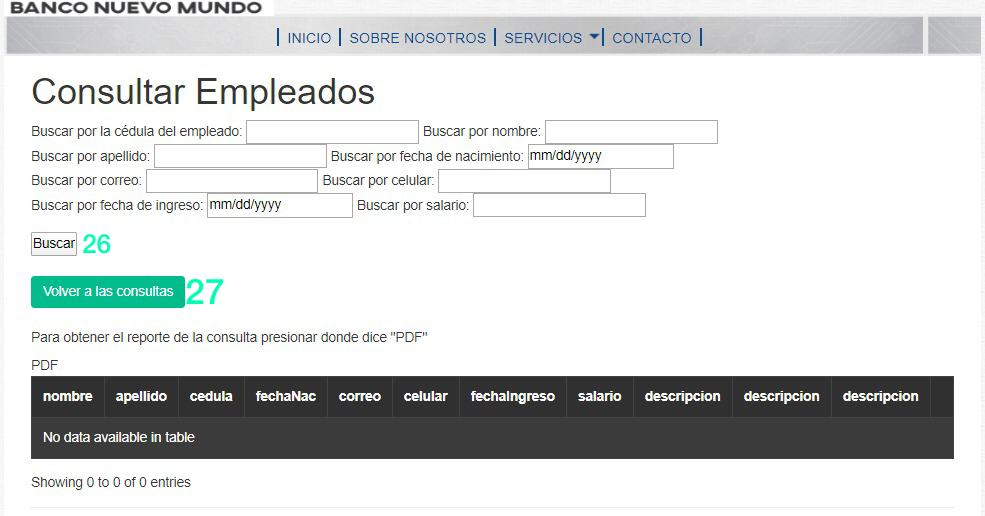 BANCO NUEVO MUNDO
| INICIO | SOBRE NOSOTROS | SERVICIOS | CONTACTO |
Consultar Empleados
Buscar por la cédula del empleado: Buscar por nombre:
Buscar por apellido: Buscar por fecha de nacimiento: mm/dd/yyyy
Buscar por correo: Buscar por celular:
Buscar por fecha de ingreso: mm/dd/yyyy Buscar por salario:
Buscar 26
Volver a las consultas 27
Para obtener el reporte de la consulta presionar donde dice "PDF"
PDF
nombre apellido cedula fechaNac correo celular fechaIngreso salario descripcion descripcion descripcion
No data available in table
Showing 0 to 0 of 0 entries